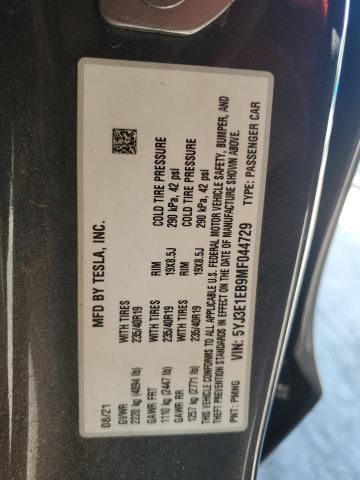 MFD BY TESLA, INC.
08/21
GVWR
2220 kg (4894 lb)
GAWR FRT WITH TIRES RIM COLD TIRE PRESSURE
1110 kg (2447 lb) 235/40R19 19X8.5J 290 kPa, 42 psi
GAWR RR WITH TIRES RIM COLD TIRE PRESSURE
1257 kg (2771 lb) 235/40R19 19X8.5J 290 kPa, 42 psi
THIS VEHICLE CONFORMS TO ALL APPLICABLE U.S. FEDERAL MOTOR VEHICLE SAFETY, BUMPER, AND
THEFT PREVENTION STANDARDS IN EFFECT ON THE DATE OF MANUFACTURE SHOWN ABOVE.
VIN: 5YJ3E1EB9MF044729
PNT: PMNG TYPE: PASSENGER CAR